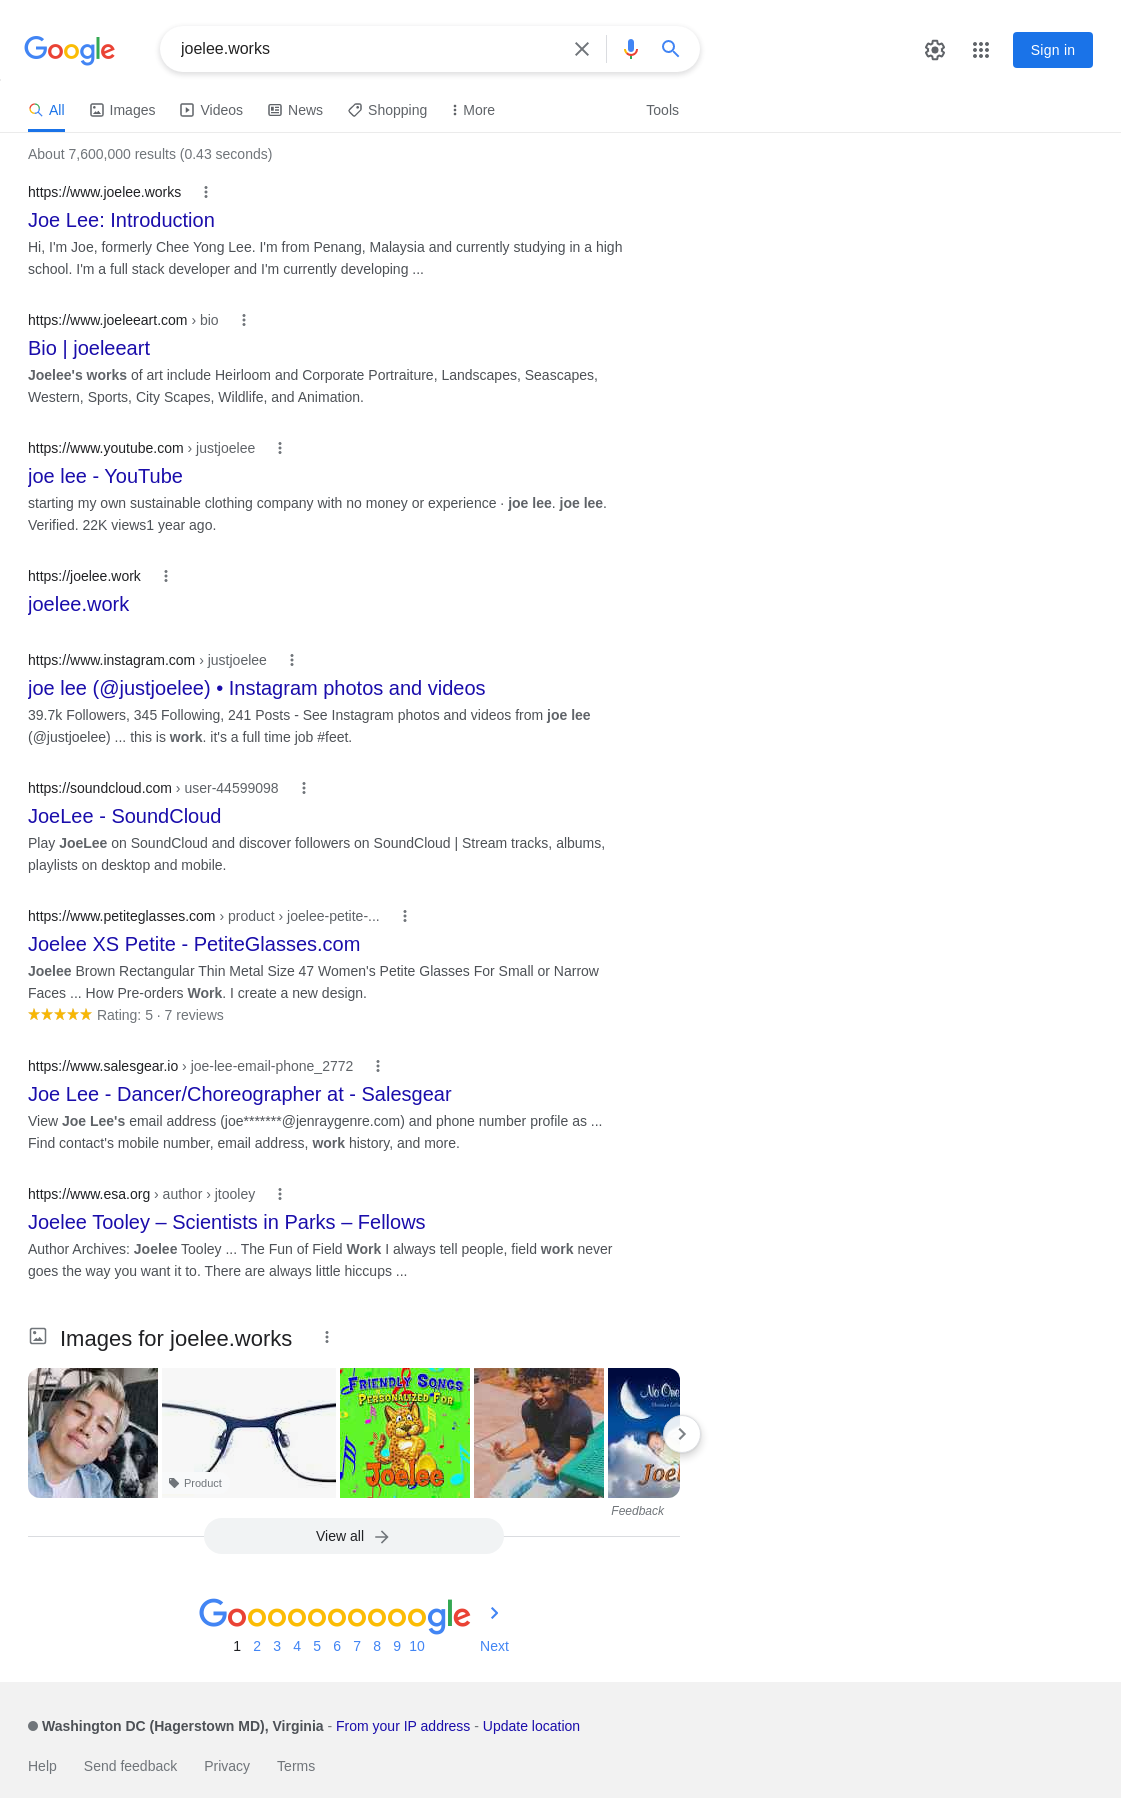 Google
joelee.works
Sign in
All
Images
Videos
News
Shopping
More
Tools
About 7,600,000 results (0.43 seconds)
https://www.joelee.works
Joe Lee: Introduction
Hi, I'm Joe, formerly Chee Yong Lee. I'm from Penang, Malaysia and currently studying in a high
school. I'm a full stack developer and I'm currently developing ...
https://www.joeleeart.com › bio
Bio | joeleeart
Joelee's works of art include Heirloom and Corporate Portraiture, Landscapes, Seascapes,
Western, Sports, City Scapes, Wildlife, and Animation.
https://www.youtube.com › justjoelee
joe lee - YouTube
starting my own sustainable clothing company with no money or experience · joe lee. joe lee.
Verified. 22K views1 year ago.
https://joelee.work
joelee.work
https://www.instagram.com › justjoelee
joe lee (@justjoelee) • Instagram photos and videos
39.7k Followers, 345 Following, 241 Posts - See Instagram photos and videos from joe lee
(@justjoelee) ... this is work. it's a full time job #feet.
https://soundcloud.com › user-44599098
JoeLee - SoundCloud
Play JoeLee on SoundCloud and discover followers on SoundCloud | Stream tracks, albums,
playlists on desktop and mobile.
https://www.petiteglasses.com › product › joelee-petite-...
Joelee XS Petite - PetiteGlasses.com
Joelee Brown Rectangular Thin Metal Size 47 Women's Petite Glasses For Small or Narrow
Faces ... How Pre-orders Work. I create a new design.
Rating: 5 · 7 reviews
https://www.salesgear.io › joe-lee-email-phone_2772
Joe Lee - Dancer/Choreographer at - Salesgear
View Joe Lee's email address (joe*******@jenraygenre.com) and phone number profile as ...
Find contact's mobile number, email address, work history, and more.
https://www.esa.org › author › jtooley
Joelee Tooley – Scientists in Parks – Fellows
Author Archives: Joelee Tooley ... The Fun of Field Work I always tell people, field work never
goes the way you want it to. There are always little hiccups ...
Images for joelee.works
Product
FRIENDLY SONGS
PERSONALIZED FOR
Joelee
No One
Joel
Feedback
View all
Goooooooooogle
1 2 3 4 5 6 7 8 9 10 Next
Washington DC (Hagerstown MD), Virginia - From your IP address - Update location
Help
Send feedback
Privacy
Terms